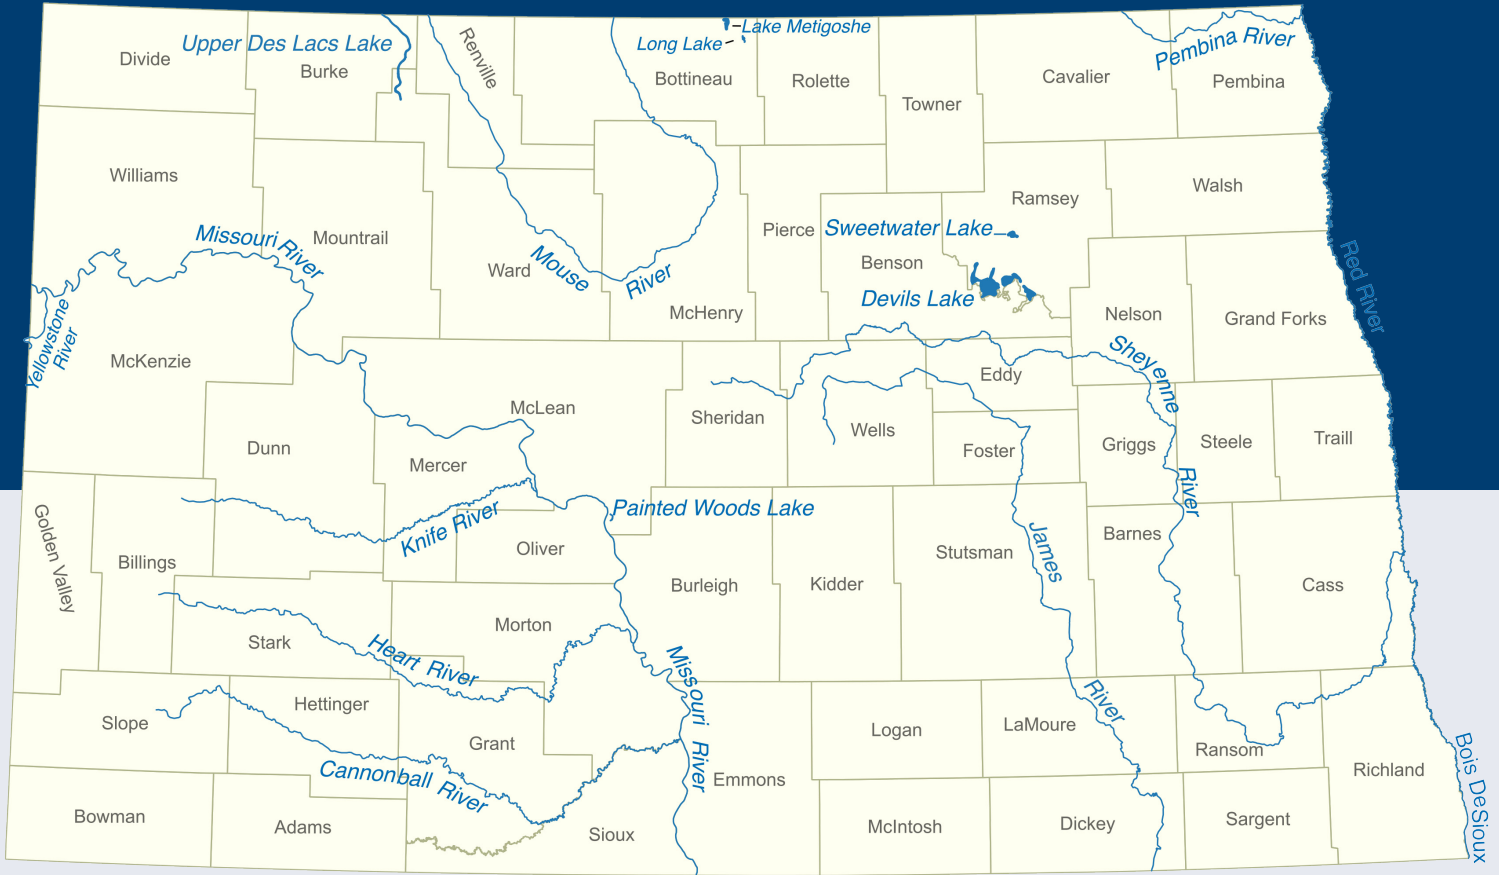 Lake Metigoshe
Long Lake
Upper Des Lacs Lake
Pembina River
Divide
Burke
Renville
Bottineau
Rolette
Towner
Cavalier
Pembina
Williams
Mountrail
Ward
McHenry
Pierce
Benson
Ramsey
Walsh
Missouri River
Mouse
River
Sweetwater Lake
Devils Lake
Nelson
Grand Forks
Red River
Yellowstone
River
McKenzie
Dunn
McLean
Mercer
Sheridan
Wells
Eddy
Foster
Sheyenne
River
Griggs
Steele
Traill
Golden Valley
Billings
Knife River
Oliver
Painted Woods Lake
Burleigh
Kidder
Stutsman
James
River
Barnes
Cass
Stark
Heart River
Morton
Missouri
River
Slope
Hettinger
Grant
Cannonball River
Emmons
Logan
LaMoure
Ransom
Richland
Bois DeSioux
Bowman
Adams
Sioux
McIntosh
Dickey
Sargent